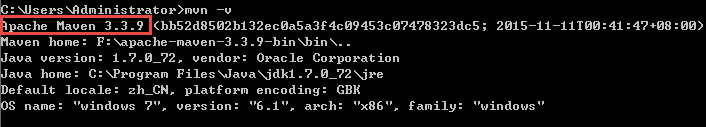 C:\Users\Administrator>mvn -v
Apache Maven 3.3.9 (bb52d8502b132ec0a5a3f4c09453c07478323dc5; 2015-11-11T00:41:47+08:00)
Maven home: F:\apache-maven-3.3.9-bin\bin\..
Java version: 1.7.0_72, vendor: Oracle Corporation
Java home: C:\Program Files\Java\jdk1.7.0_72\jre
Default locale: zh_CN, platform encoding: GBK
OS name: "windows 7", version: "6.1", arch: "x86", family: "windows"